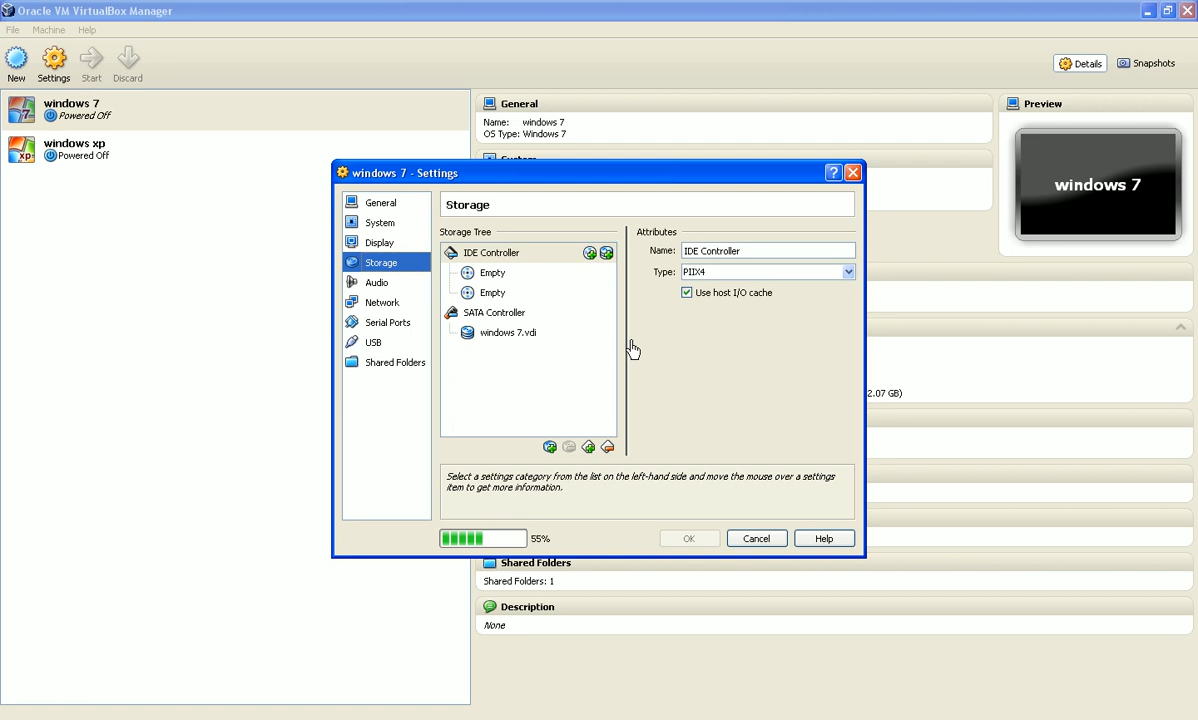 Oracle VM VirtualBox Manager
File Machine Help
New Settings Start Discard
Details Snapshots
windows 7
Powered Off
windows xp
Powered Off
General
Name: windows 7
OS Type: Windows 7
Preview
windows 7
windows 7 - Settings
General
System
Display
Storage
Audio
Network
Serial Ports
USB
Shared Folders
Storage
Storage Tree
IDE Controller
Empty
Empty
SATA Controller
windows 7.vdi
Attributes
Name: IDE Controller
Type: PIIX4
Use host I/O cache
Select a settings category from the list on the left-hand side and move the mouse over a settings
item to get more information.
55%
OK Cancel Help
2.07 GB)
Shared Folders
Shared Folders: 1
Description
None